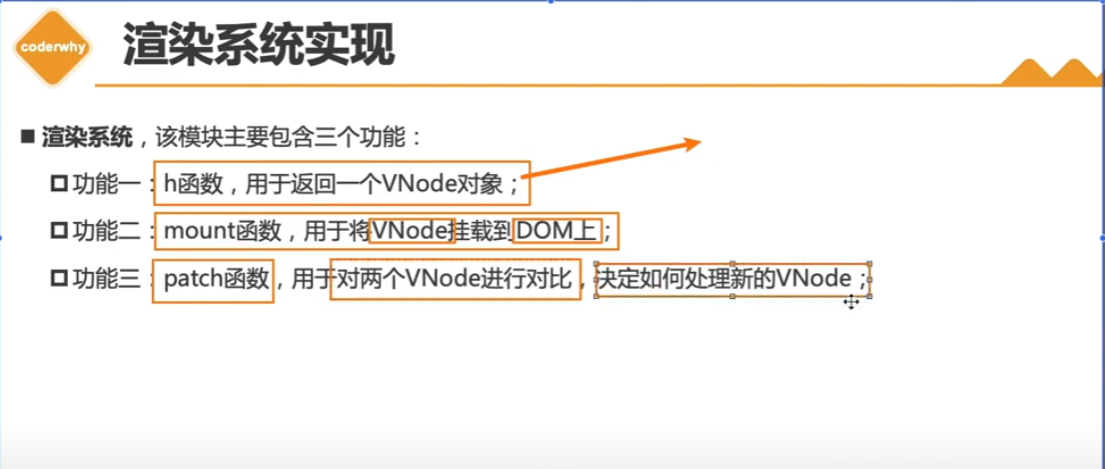 coderwhy
渲染系统实现
渲染系统，该模块主要包含三个功能：
功能一：h函数，用于返回一个VNode对象；
功能二：mount函数，用于将VNode挂载到DOM上；
功能三：patch函数，用于对两个VNode进行对比，决定如何处理新的VNode；